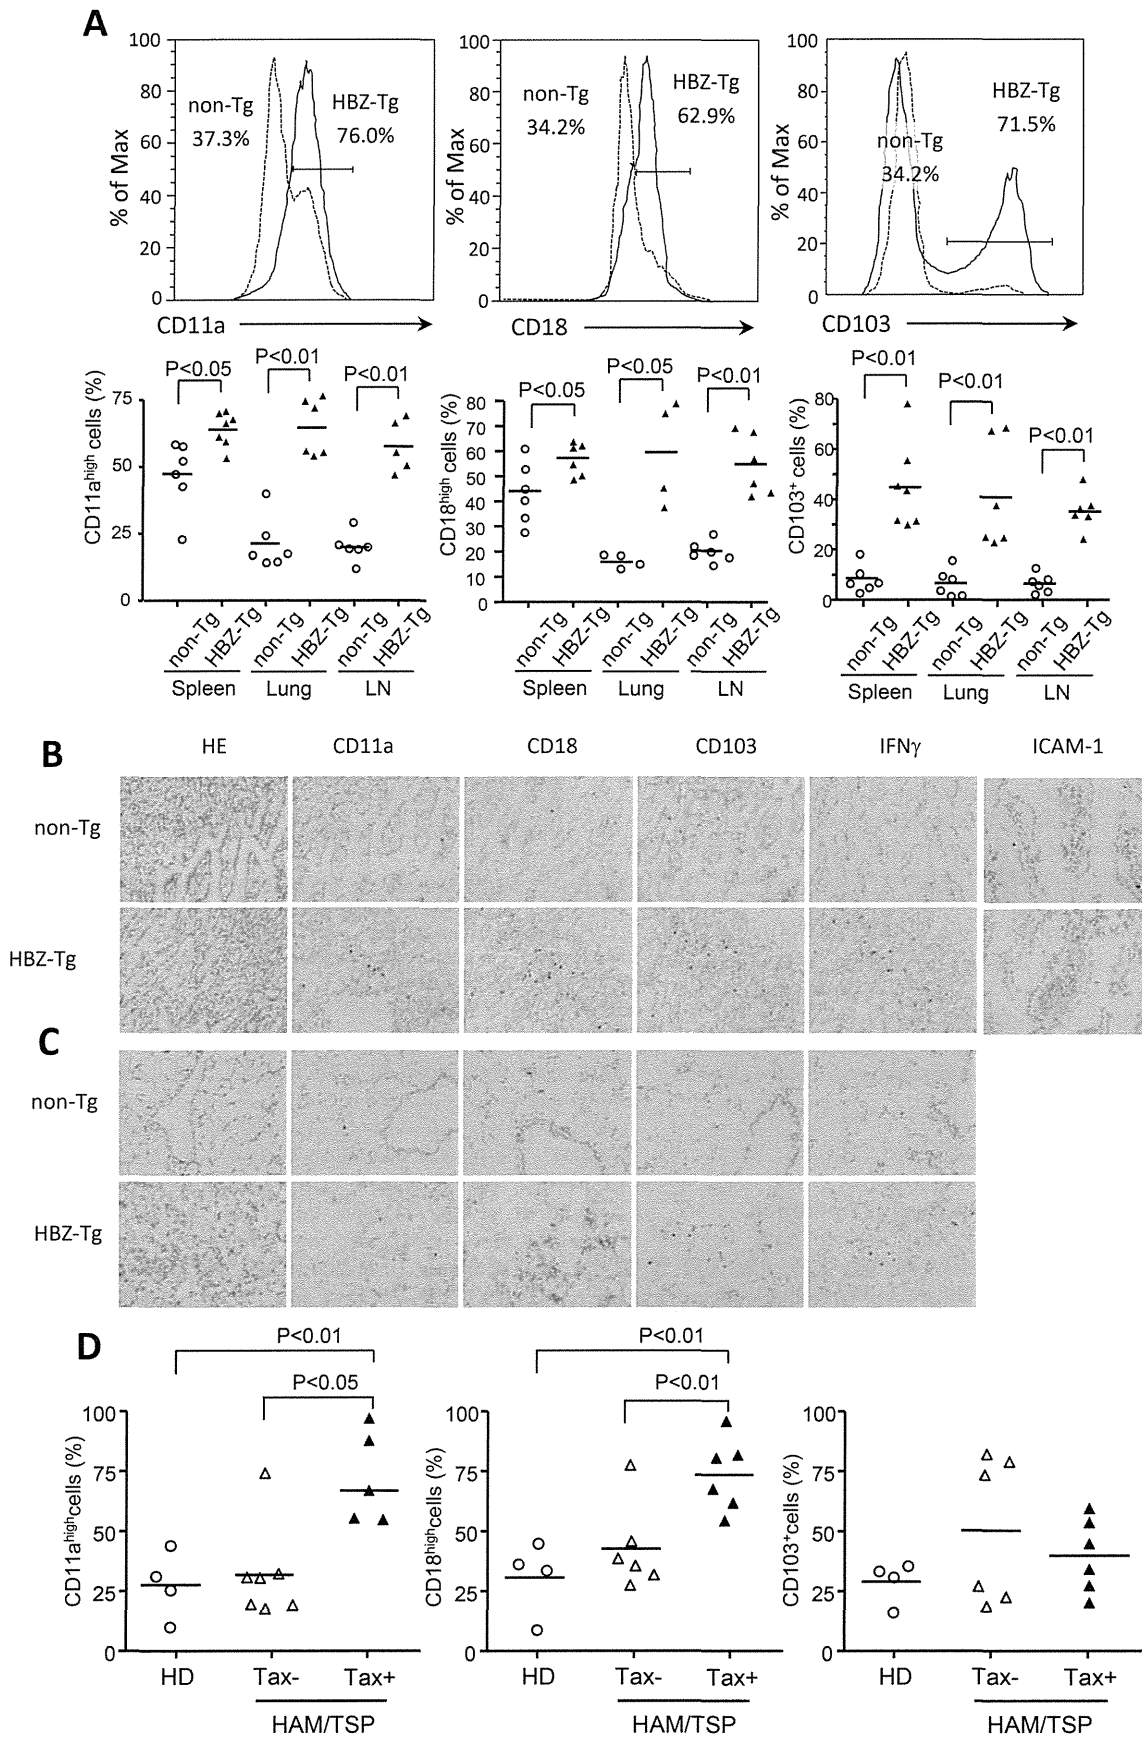 A
% of Max
100
80
60
40
20
0
non-Tg
37.3%
HBZ-Tg
76.0%
CD11a
% of Max
100
80
60
40
20
0
non-Tg
34.2%
HBZ-Tg
62.9%
CD18
% of Max
100
80
60
40
20
0
non-Tg
34.2%
HBZ-Tg
71.5%
CD103
CD11a^high cells (%)
75
50
25
0
P<0.05
P<0.01
P<0.01
non-Tg
HBZ-Tg
non-Tg
HBZ-Tg
non-Tg
HBZ-Tg
Spleen
Lung
LN
CD18^high cells (%)
80
70
60
50
40
30
20
10
0
P<0.05
P<0.05
P<0.01
non-Tg
HBZ-Tg
non-Tg
HBZ-Tg
non-Tg
HBZ-Tg
Spleen
Lung
LN
CD103⁺ cells (%)
80
60
40
20
0
P<0.01
P<0.01
P<0.01
non-Tg
HBZ-Tg
non-Tg
HBZ-Tg
non-Tg
HBZ-Tg
Spleen
Lung
LN
B
HE CD11a CD18 CD103 IFNγ ICAM-1
non-Tg
HBZ-Tg
C
non-Tg
HBZ-Tg
D
CD11a^high cells (%)
100
75
50
25
0
P<0.01
P<0.05
HD Tax- Tax+
HAM/TSP
CD18^high cells (%)
100
75
50
25
0
P<0.01
P<0.01
HD Tax- Tax+
HAM/TSP
CD103⁺cells (%)
100
75
50
25
0
HD Tax- Tax+
HAM/TSP